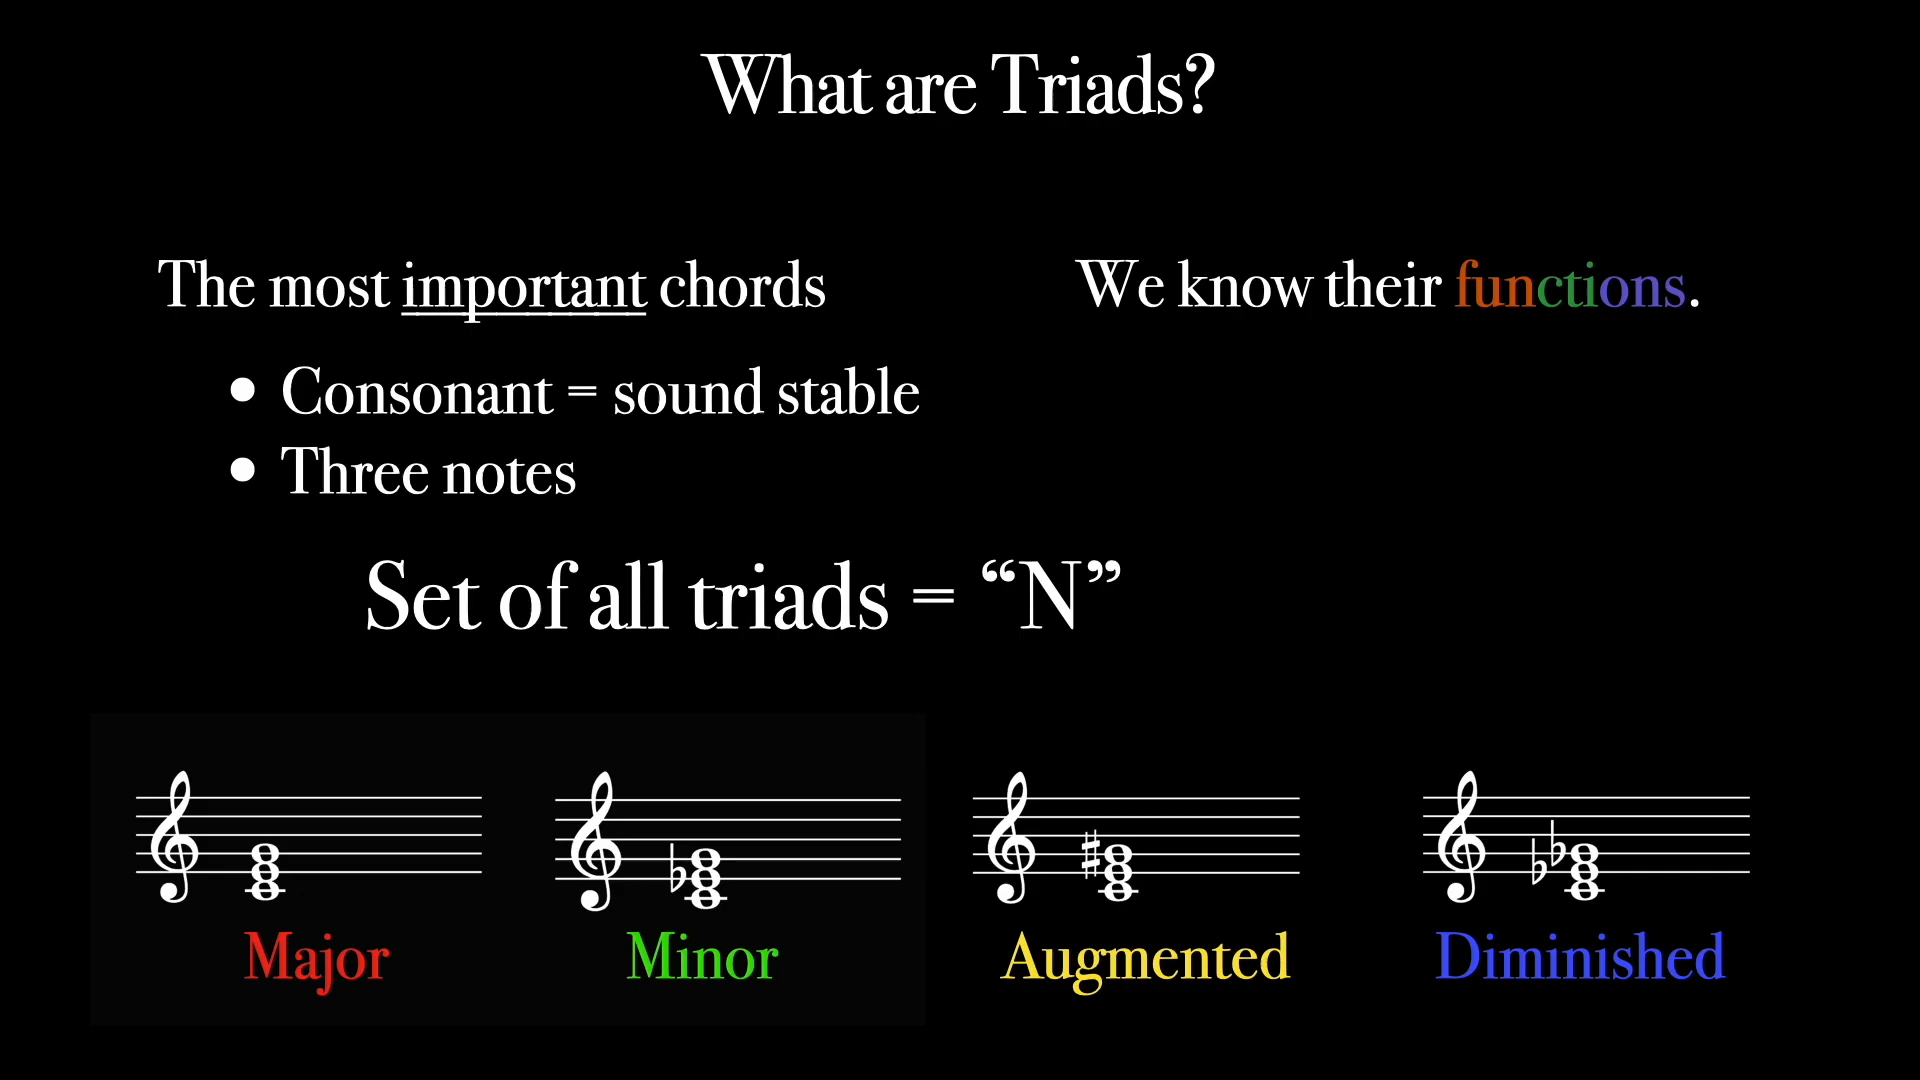 What are Triads?
The most important chords
• Consonant = sound stable
• Three notes
We know their functions.
Set of all triads = “N”
Major
Minor
Augmented
Diminished